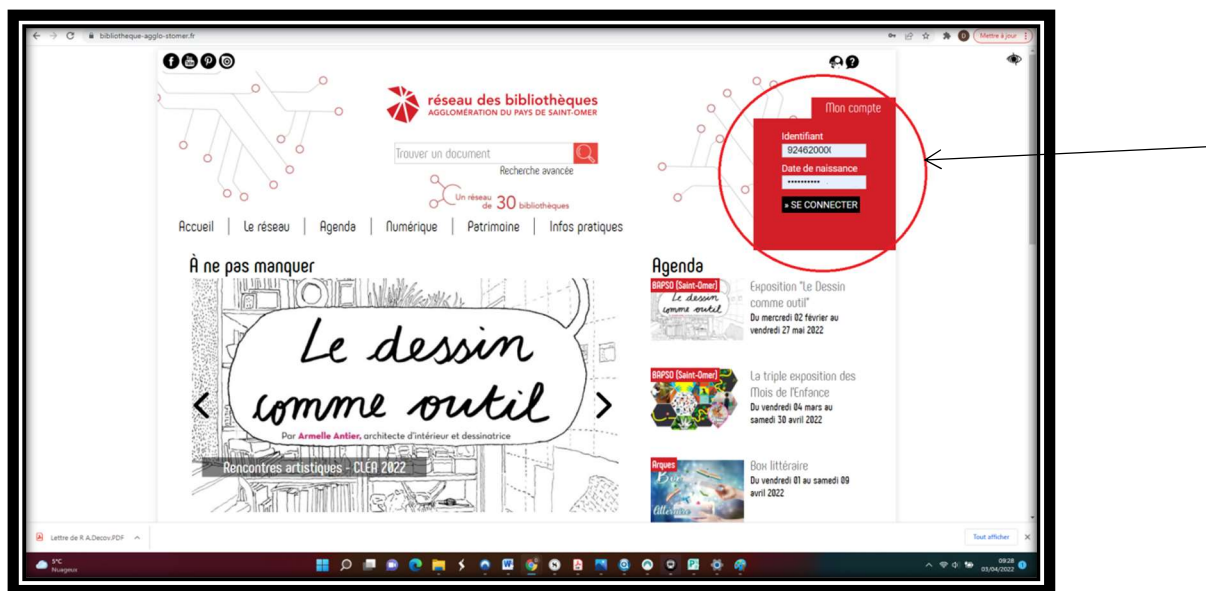 bibliotheque-agglo-stomer.fr
D
Mettre à jour
f
You
?
réseau des bibliothèques
AGGLOMÉRATION DU PAYS DE SAINT-OMER
Trouver un document
Recherche avancée
Un réseau
de 30 bibliothèques
Mon compte
Identifiant
924620000
Date de naissance
» SE CONNECTER
Accueil
Le réseau
Agenda
Numérique
Patrimoine
Infos pratiques
À ne pas manquer
Le dessin
comme outil
Par Armelle Antier, architecte d'intérieur et dessinatrice
Rencontres artistiques - CLEA 2022
Agenda
BAPSO (Saint-Omer)
Le dessin
comme outil
Exposition "Le Dessin
comme outil"
Du mercredi 02 février au
vendredi 27 mai 2022
BAPSO (Saint-Omer)
La triple exposition des
Mois de l'Enfance
Du vendredi 04 mars au
samedi 30 avril 2022
Arques
Box littéraire
Du vendredi 01 au samedi 09
avril 2022
Lettre de R A.Decov.PDF
Tout afficher
5°C
Nuageux
09:28
03/04/2022